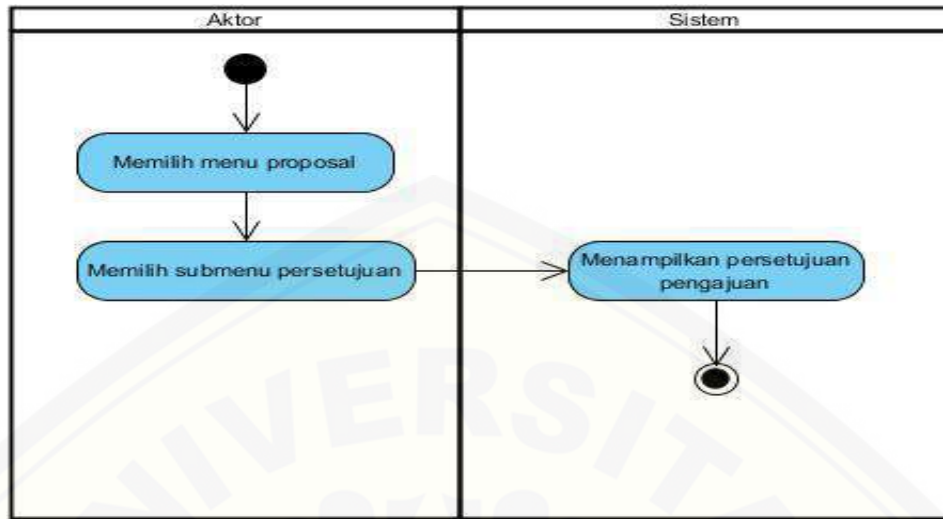 Aktor
Sistem
Memilih menu proposal
Memilih submenu persetujuan
Menampilkan persetujuan
pengajuan